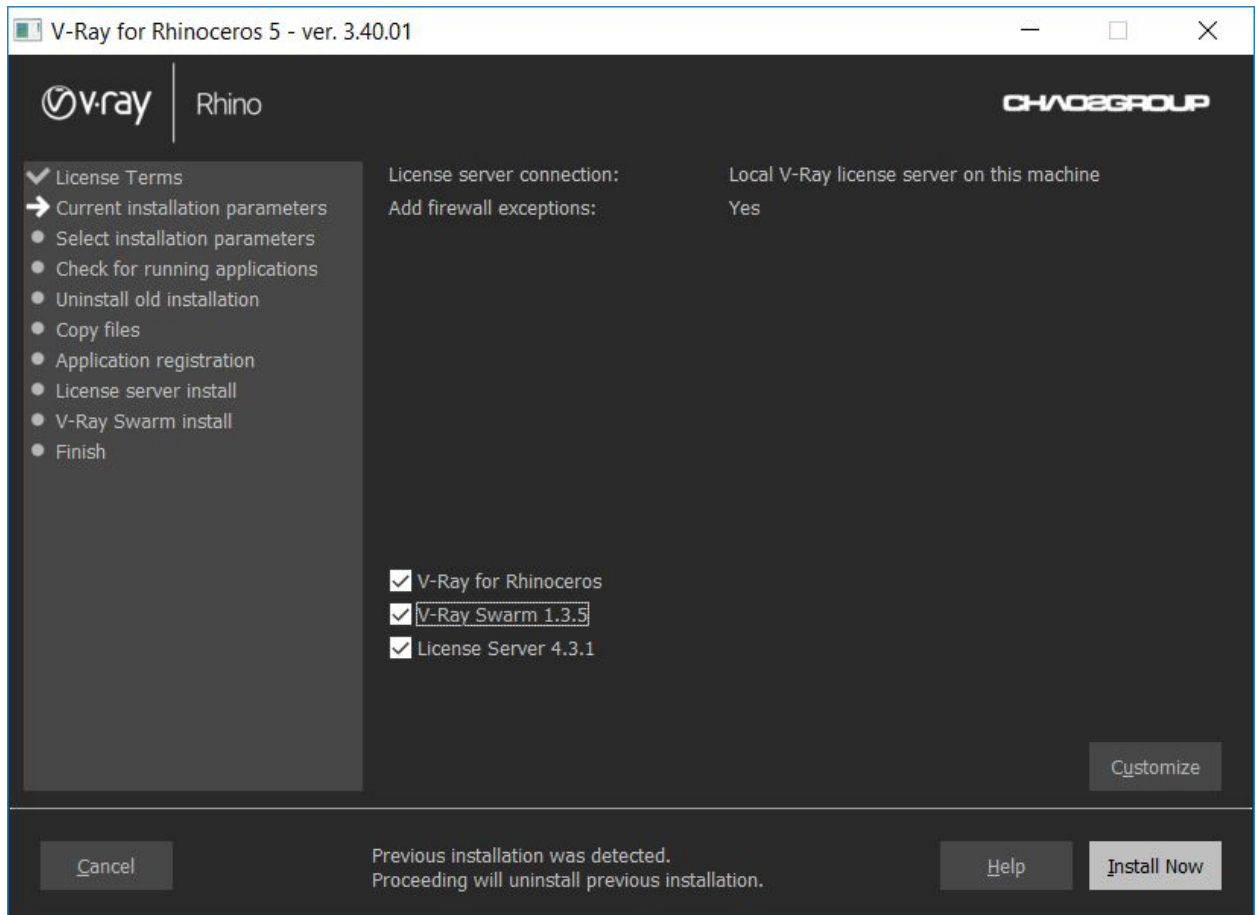 V-Ray for Rhinoceros 5 - ver. 3.40.01
v·ray
Rhino
CHAOSGROUP
License Terms
Current installation parameters
Select installation parameters
Check for running applications
Uninstall old installation
Copy files
Application registration
License server install
V-Ray Swarm install
Finish
License server connection: Local V-Ray license server on this machine
Add firewall exceptions: Yes
V-Ray for Rhinoceros
V-Ray Swarm 1.3.5
License Server 4.3.1
Customize
Cancel
Previous installation was detected.
Proceeding will uninstall previous installation.
Help
Install Now